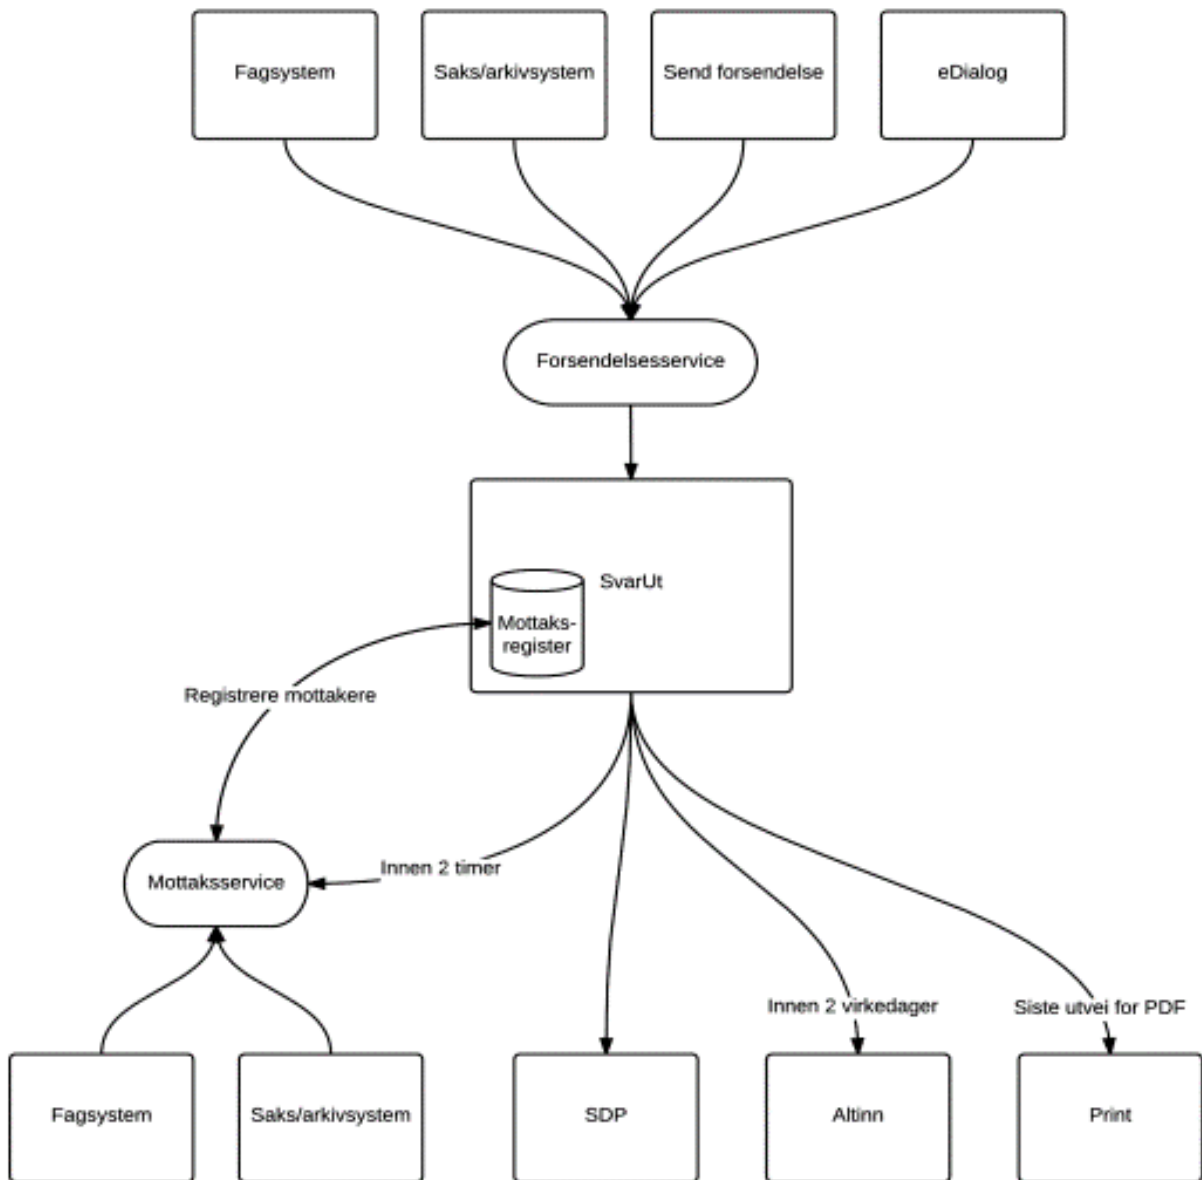 Fagsystem
Saks/arkivsystem
Send forsendelse
eDialog
Forsendelsesservice
SvarUt
Mottaks-
register
Registrere mottakere
Innen 2 timer
Mottaksservice
Innen 2 virkedager
Siste utvei for PDF
Fagsystem
Saks/arkivsystem
SDP
Altinn
Print